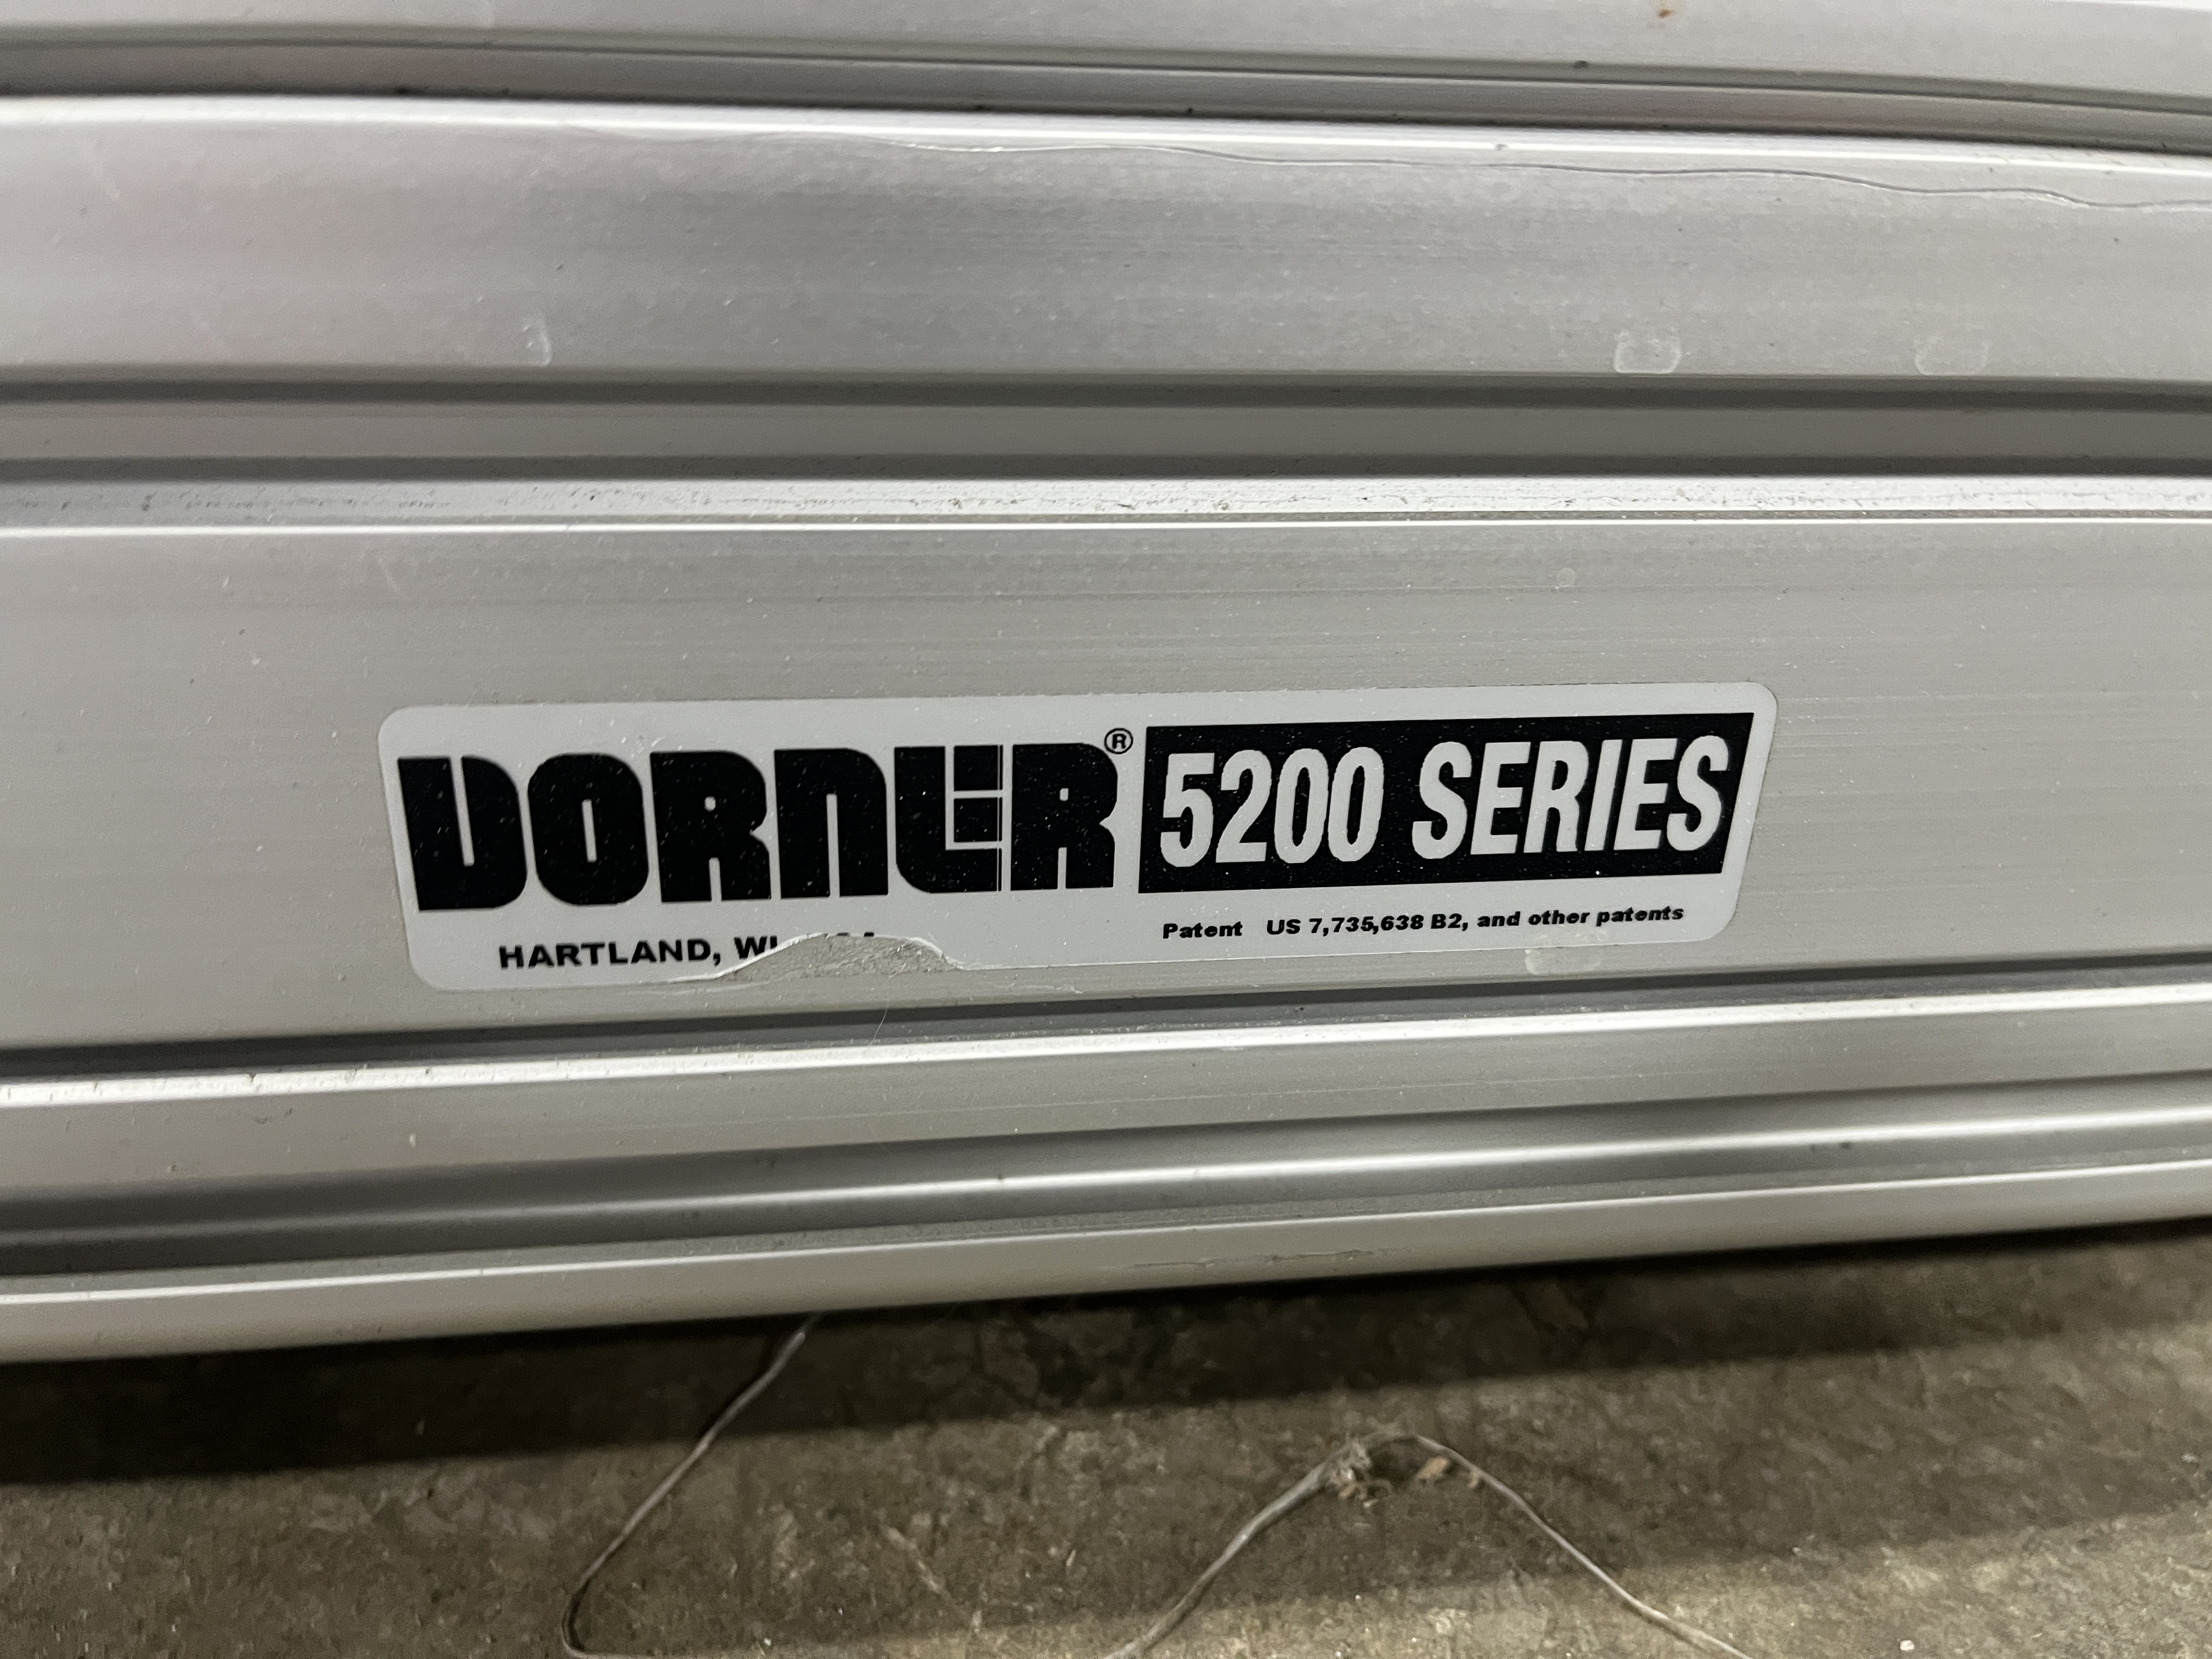 DORNER® 5200 SERIES
HARTLAND, WI
Patent US 7,735,638 B2, and other patents